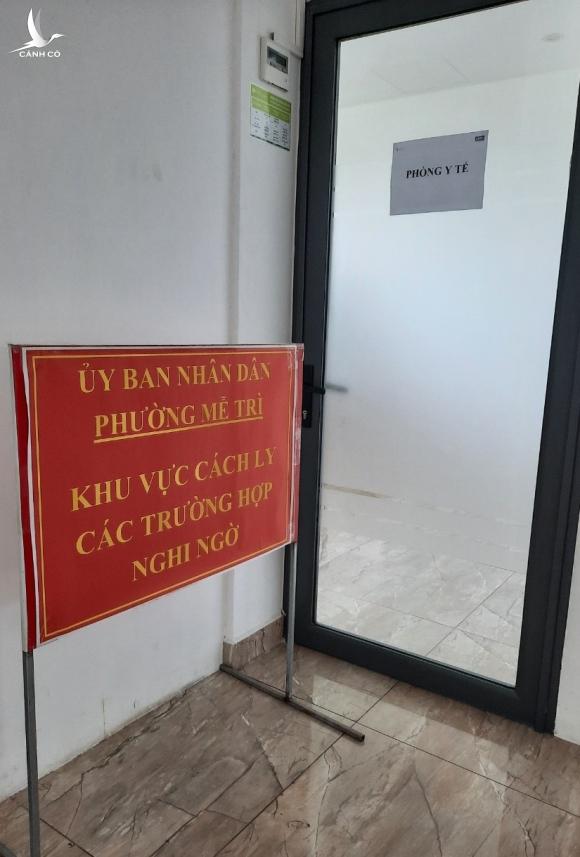 CÁNH CÒ
PHÒNG Y TẾ
ỦY BAN NHÂN DÂN
PHƯỜNG MỄ TRÌ
KHU VỰC CÁCH LY
CÁC TRƯỜNG HỢP
NGHI NGỜ